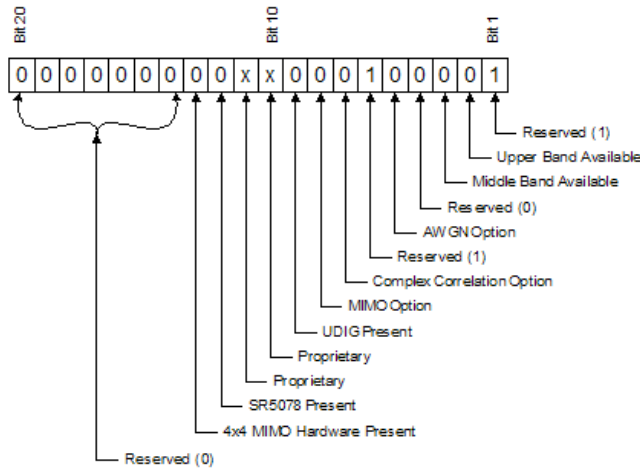 Bit 20
Bit 10
Bit 1
0 0 0 0 0 0 0 0 0 x x 0 0 0 1 0 0 0 0 1
Reserved (1)
Upper Band Available
Middle Band Available
Reserved (0)
AWGN Option
Reserved (1)
Complex Correlation Option
MIMO Option
UDIG Present
Proprietary
Proprietary
SR5078 Present
4x4 MIMO Hardware Present
Reserved (0)